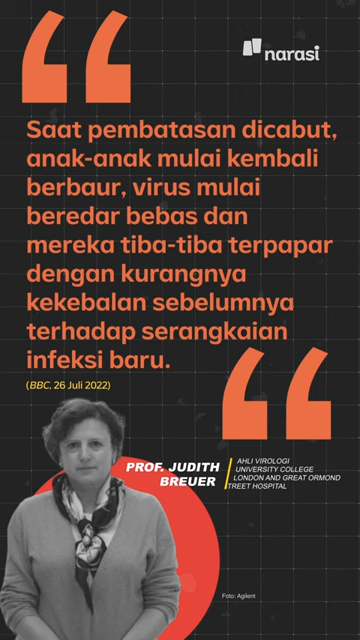 narasi
Saat pembatasan dicabut,
anak-anak mulai kembali
berbaur, virus mulai
beredar bebas dan
mereka tiba-tiba terpapar
dengan kurangnya
kekebalan sebelumnya
terhadap serangkaian
infeksi baru.
(BBC, 26 Juli 2022)
PROF. JUDITH
BREUER
AHLI VIROLOGI
UNIVERSITY COLLEGE
LONDON AND GREAT ORMOND
TREET HOSPITAL
Foto: Agilent